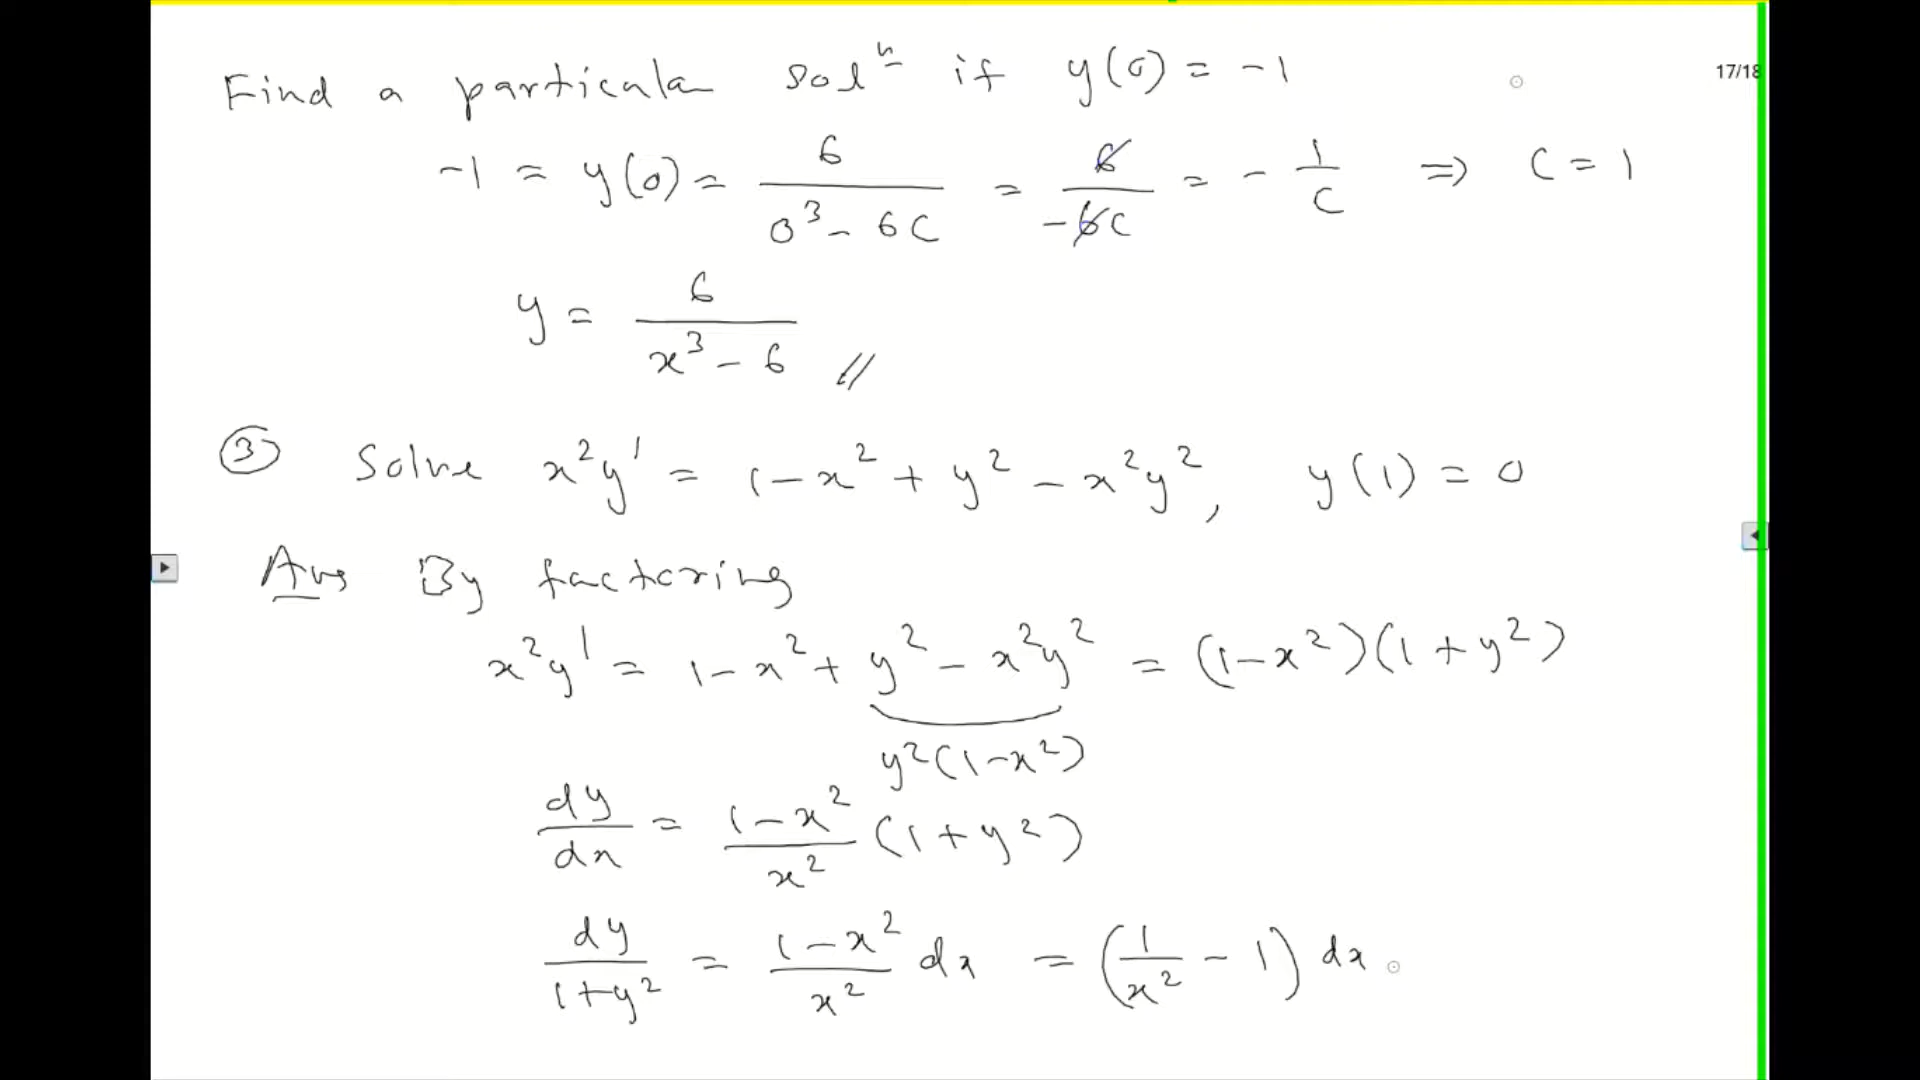 17/18
Find a particula solⁿ if y(0) = -1
-1 = y(0) = 6/(0³ - 6C) = 6/(-6C) = -1/C ⇒ C = 1
y = 6/(x³ - 6) //
③ Solve x²y' = 1 - x² + y² - x²y², y(1) = 0
Ans By factoring
x²y' = 1 - x² + y² - x²y² = (1 - x²)(1 + y²)
y²(1 - x²)
dy/dx = (1 - x²)/x² (1 + y²)
dy/(1 + y²) = (1 - x²)/x² dx = (1/x² - 1) dx